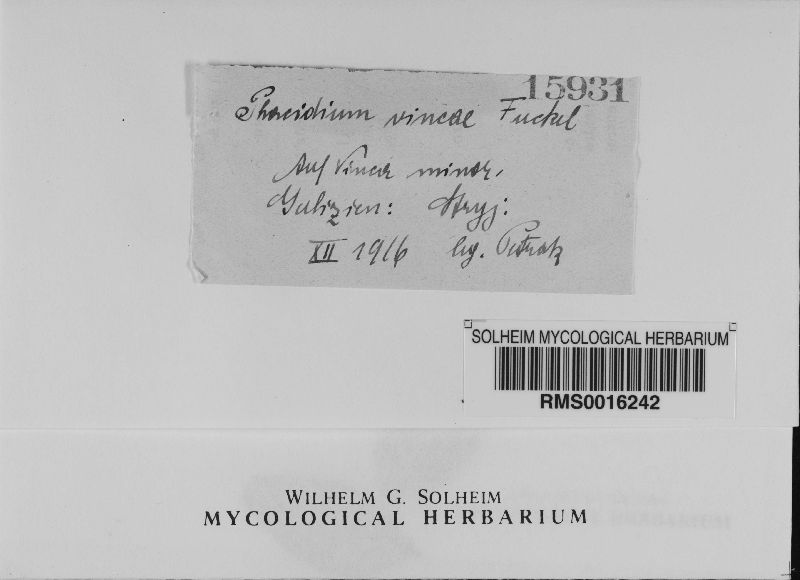 15931
Phacidium vincae Fuckel
Auf Vinca minor,
Galizien: Stryj:
XII 1916 leg. Petrak
SOLHEIM MYCOLOGICAL HERBARIUM
RMS0016242
WILHELM G. SOLHEIM
MYCOLOGICAL HERBARIUM